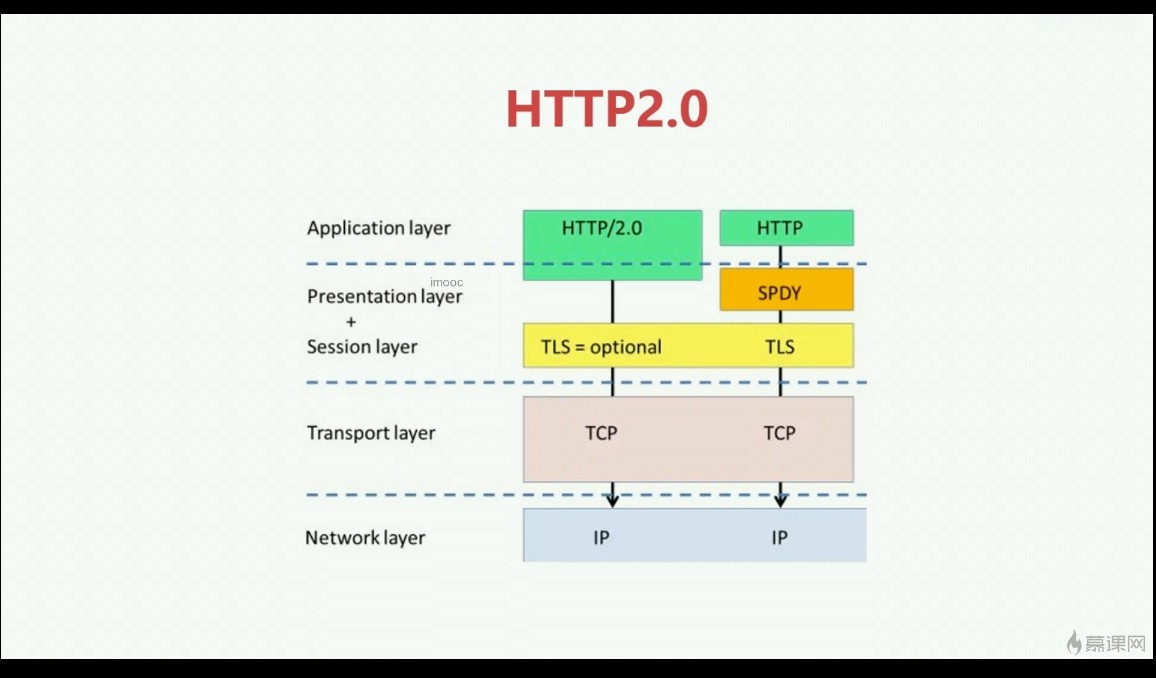 HTTP2.0
Application layer
HTTP/2.0
HTTP
imooc
Presentation layer
+
Session layer
SPDY
TLS = optional
TLS
Transport layer
TCP
TCP
Network layer
IP
IP
慕课网